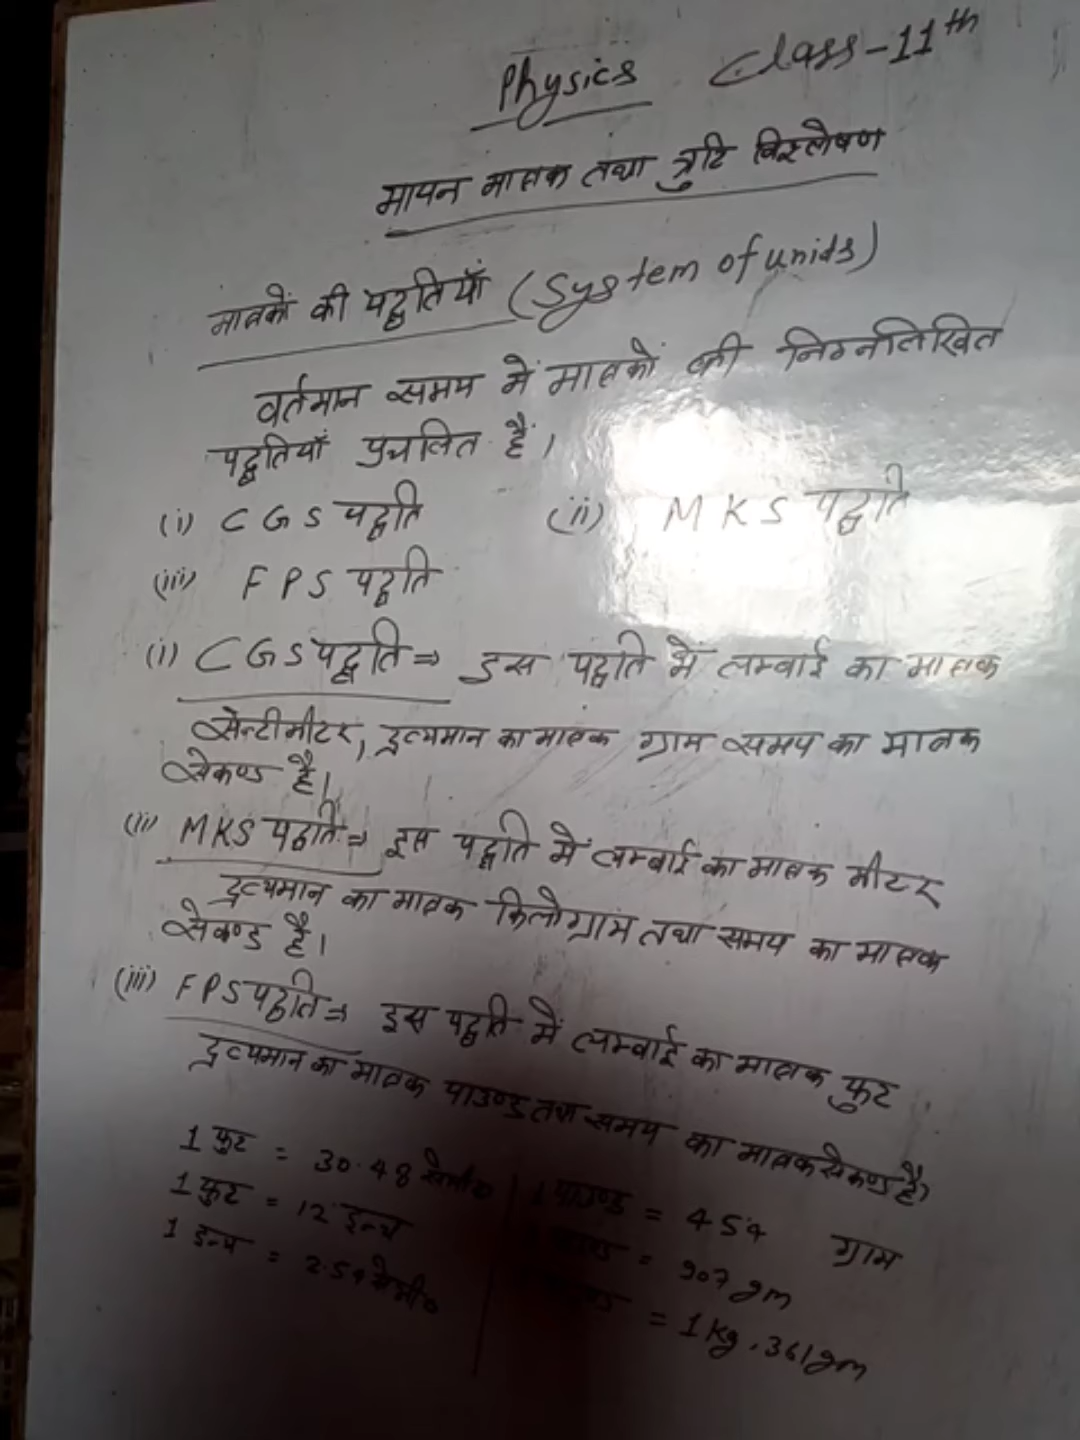 Physics Class-11th
मापन मात्रक तथा त्रुटि विश्लेषण
मात्रकों की पद्धतियाँ (System of units)
वर्तमान समय में मात्रकों की निम्नलिखित
पद्धतियाँ प्रचलित हैं।
(i) CGS पद्धति (ii) MKS पद्धति
(iii) FPS पद्धति
(i) CGS पद्धति ⇒ इस पद्धति में लम्बाई का मात्रक
सेन्टीमीटर, द्रव्यमान का मात्रक ग्राम समय का मात्रक
सेकण्ड है।
(ii) MKS पद्धति ⇒ इस पद्धति में लम्बाई का मात्रक मीटर
द्रव्यमान का मात्रक किलोग्राम तथा समय का मात्रक
सेकण्ड है।
(iii) FPS पद्धति ⇒ इस पद्धति में लम्बाई का मात्रक फुट
द्रव्यमान का मात्रक पाउण्ड तथा समय का मात्रक सेकण्ड है।
1 फुट = 30.48 सेमी०
1 फुट = 12 इन्च
1 इन्च = 2.54 सेमी०
1 पाउण्ड = 454 ग्राम
= 907 gm
= 1 kg . 361 gm